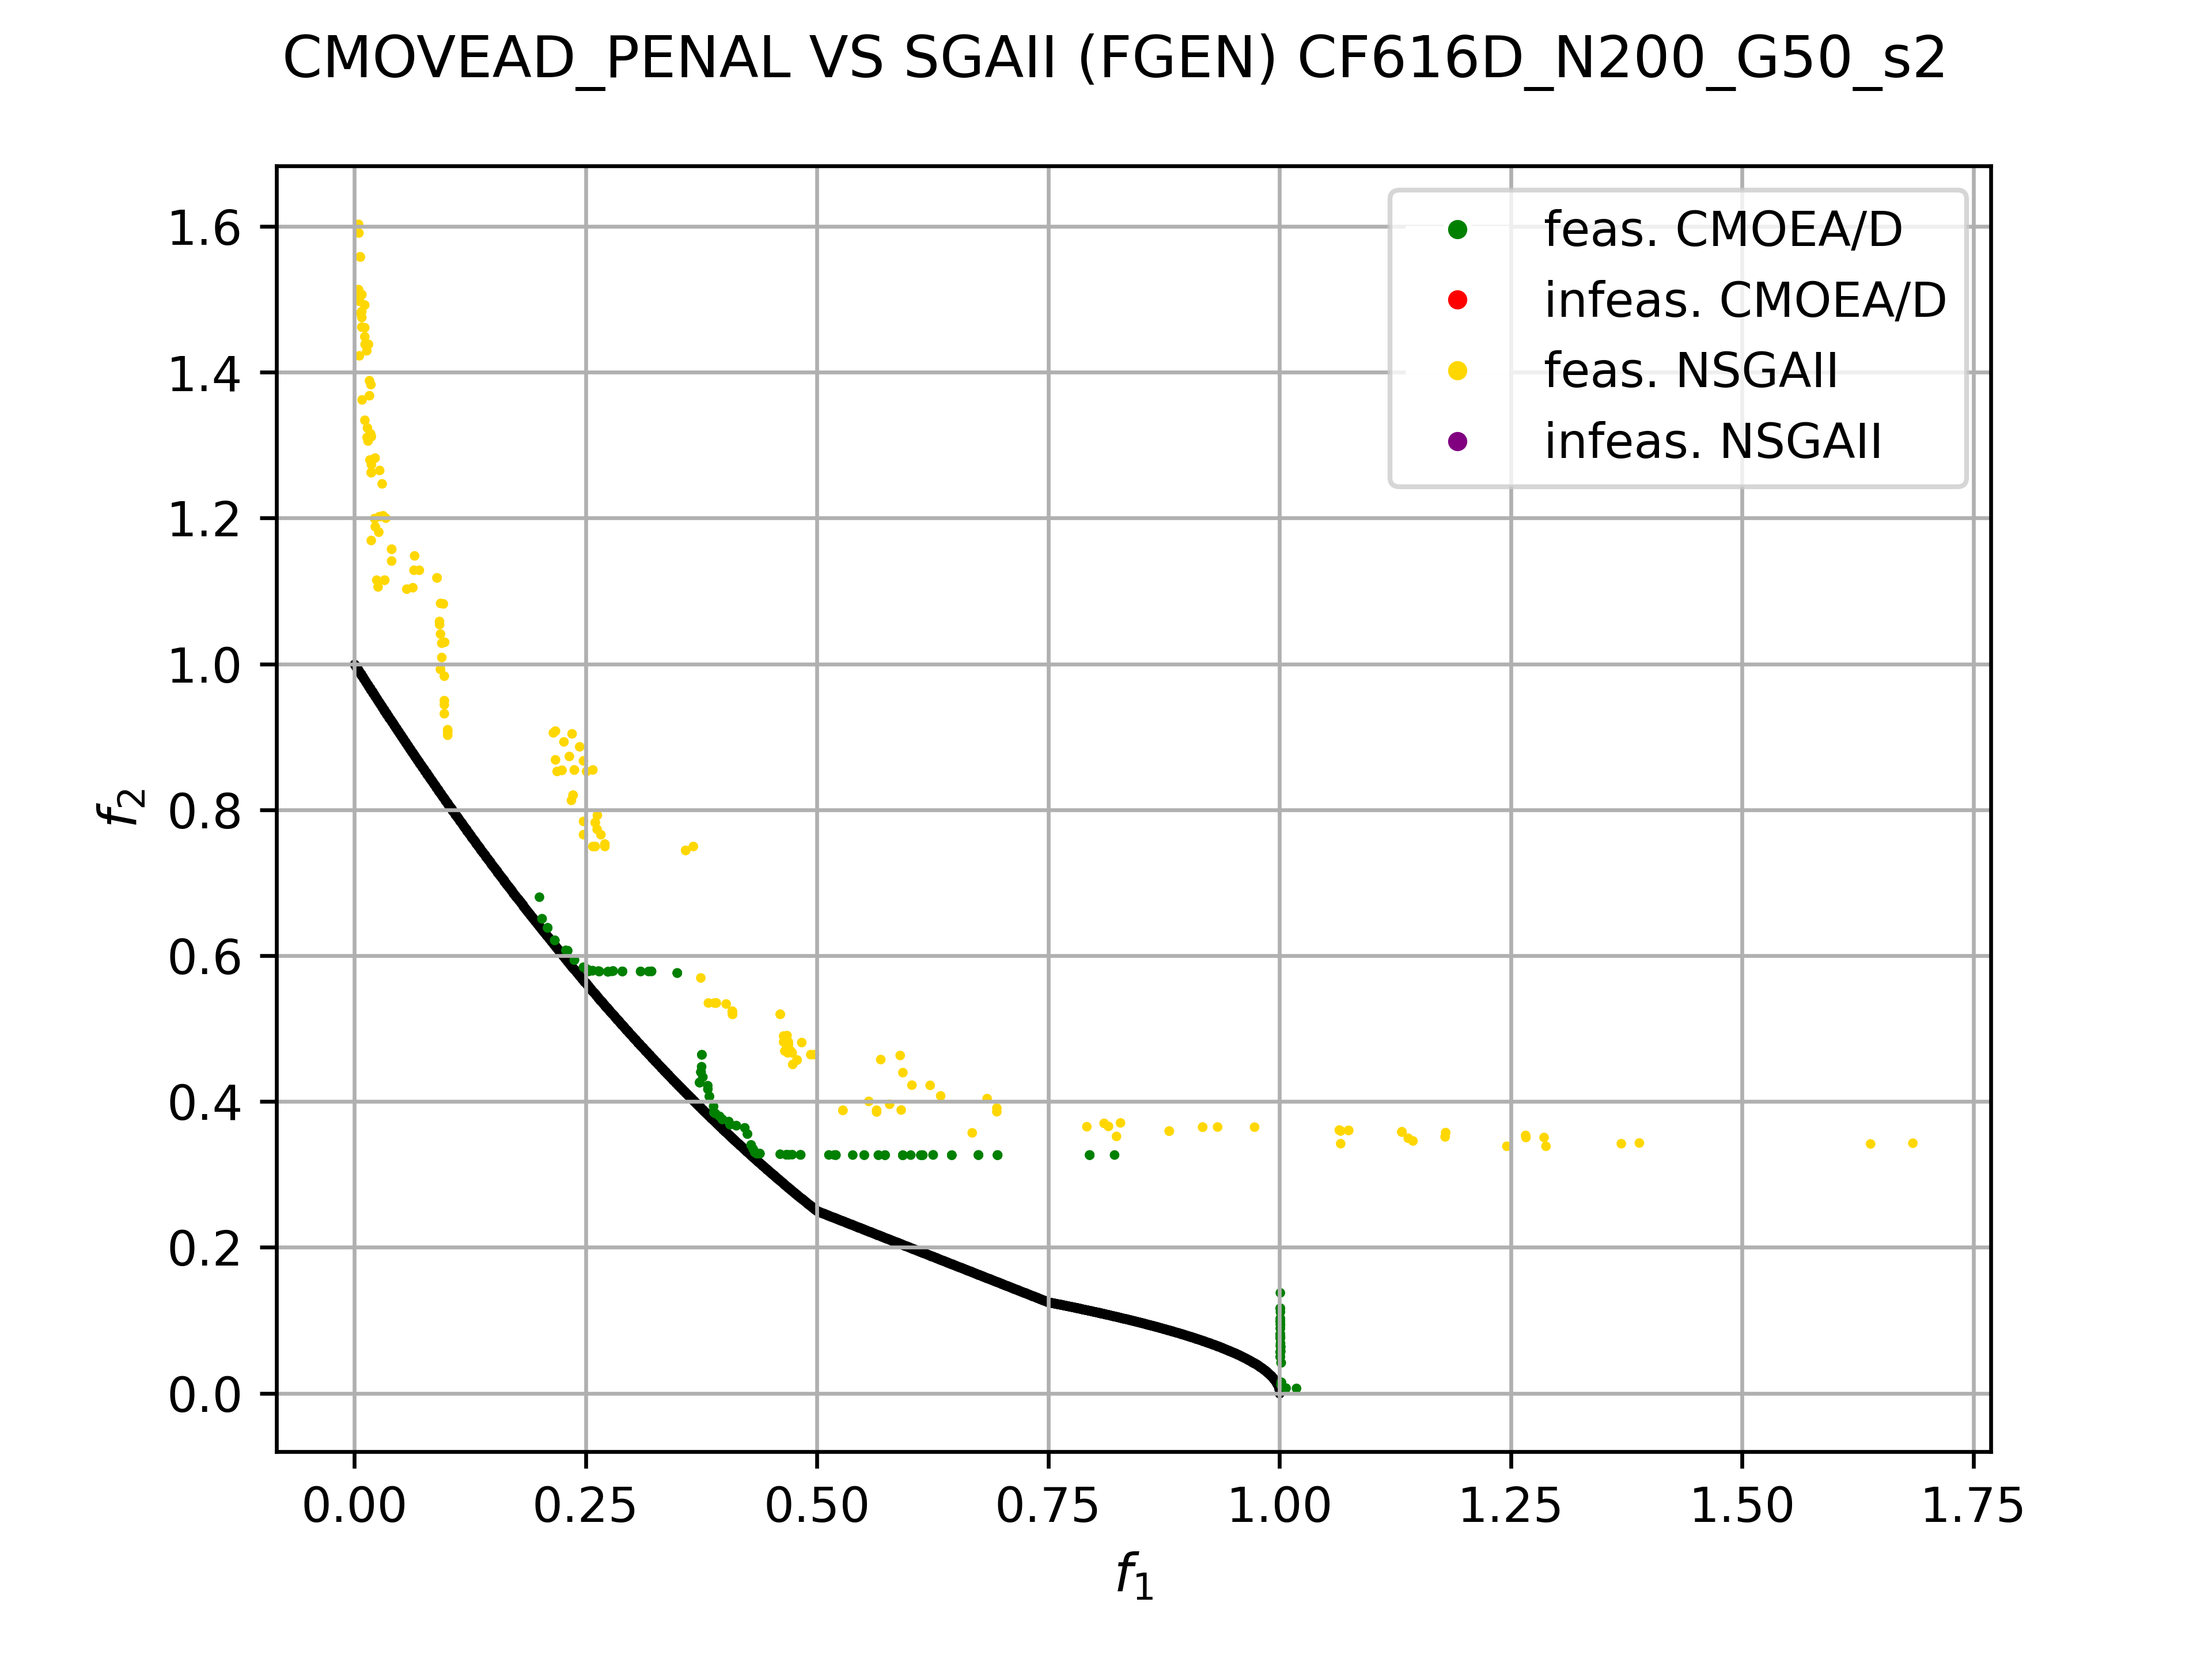 CMOVEAD_PENAL VS SGAII (FGEN) CF616D_N200_G50_s2
feas. CMOEA/D
infeas. CMOEA/D
feas. NSGAII
infeas. NSGAII
1.6
1.4
1.2
1.0
0.8
0.6
0.4
0.2
0.0
f₂
0.00 0.25 0.50 0.75 1.00 1.25 1.50 1.75
f₁